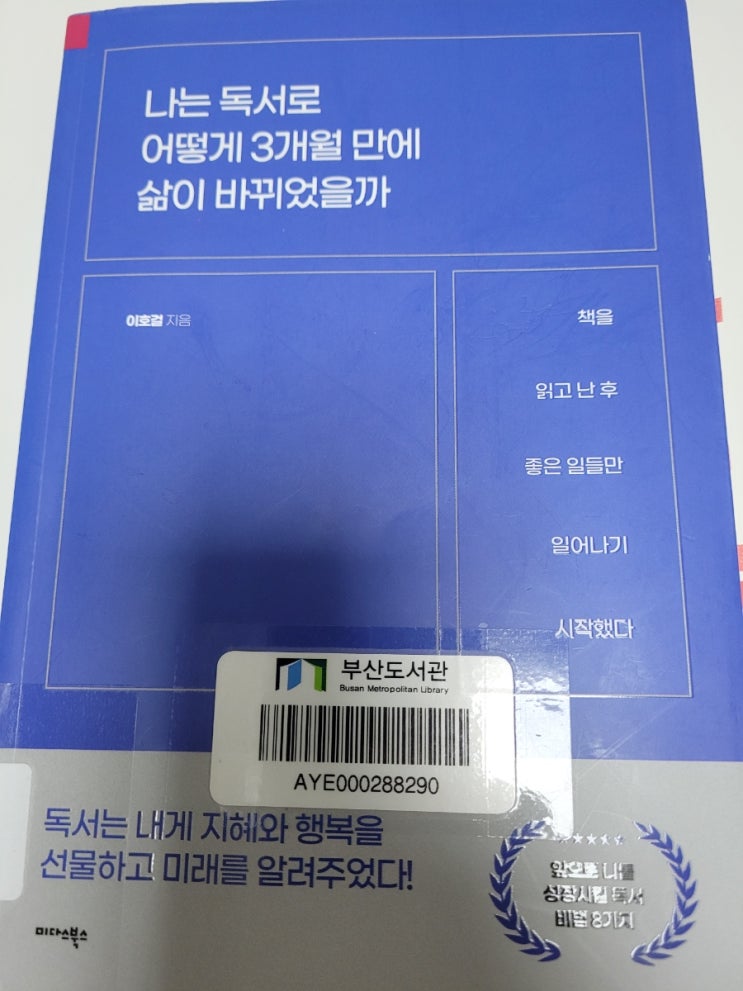 나는 독서로
어떻게 3개월 만에
삶이 바뀌었을까
이호걸 지음
책을
읽고 난 후
좋은 일들만
일어나기
시작했다
부산도서관
Busan Metropolitan Library
AYE000288290
독서는 내게 지혜와 행복을
선물하고 미래를 알려주었다!
앞으로 나를
성장시킬 독서
비법 8가지
미다스북스